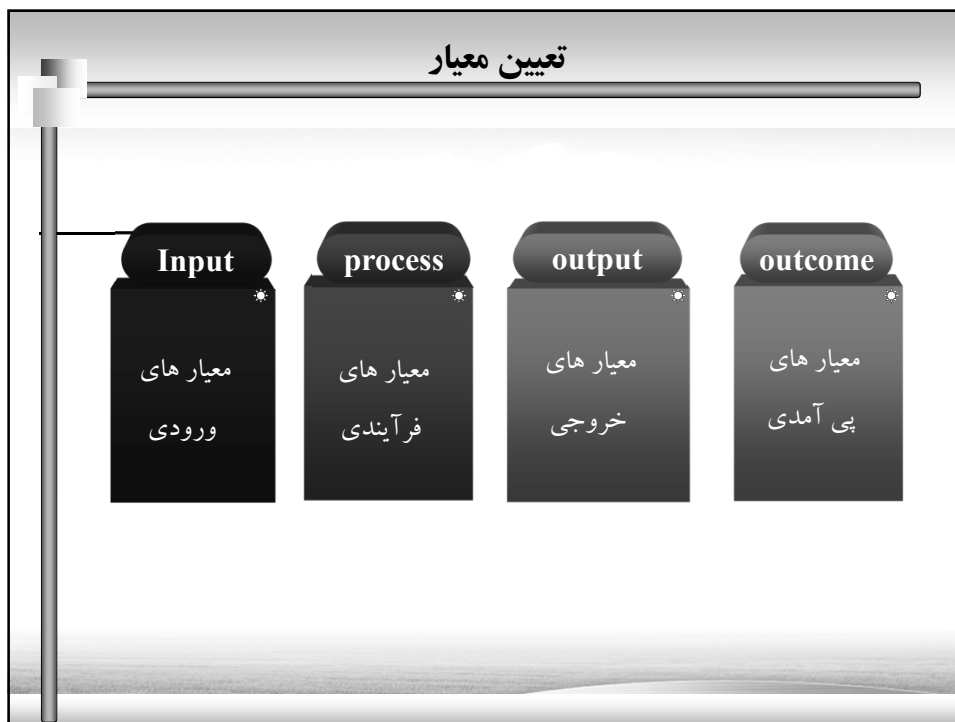 تعیین معیار
Input
معیار های
ورودی
process
معیار های
فرآیندی
output
معیار های
خروجی
outcome
معیار های
پی آمدی